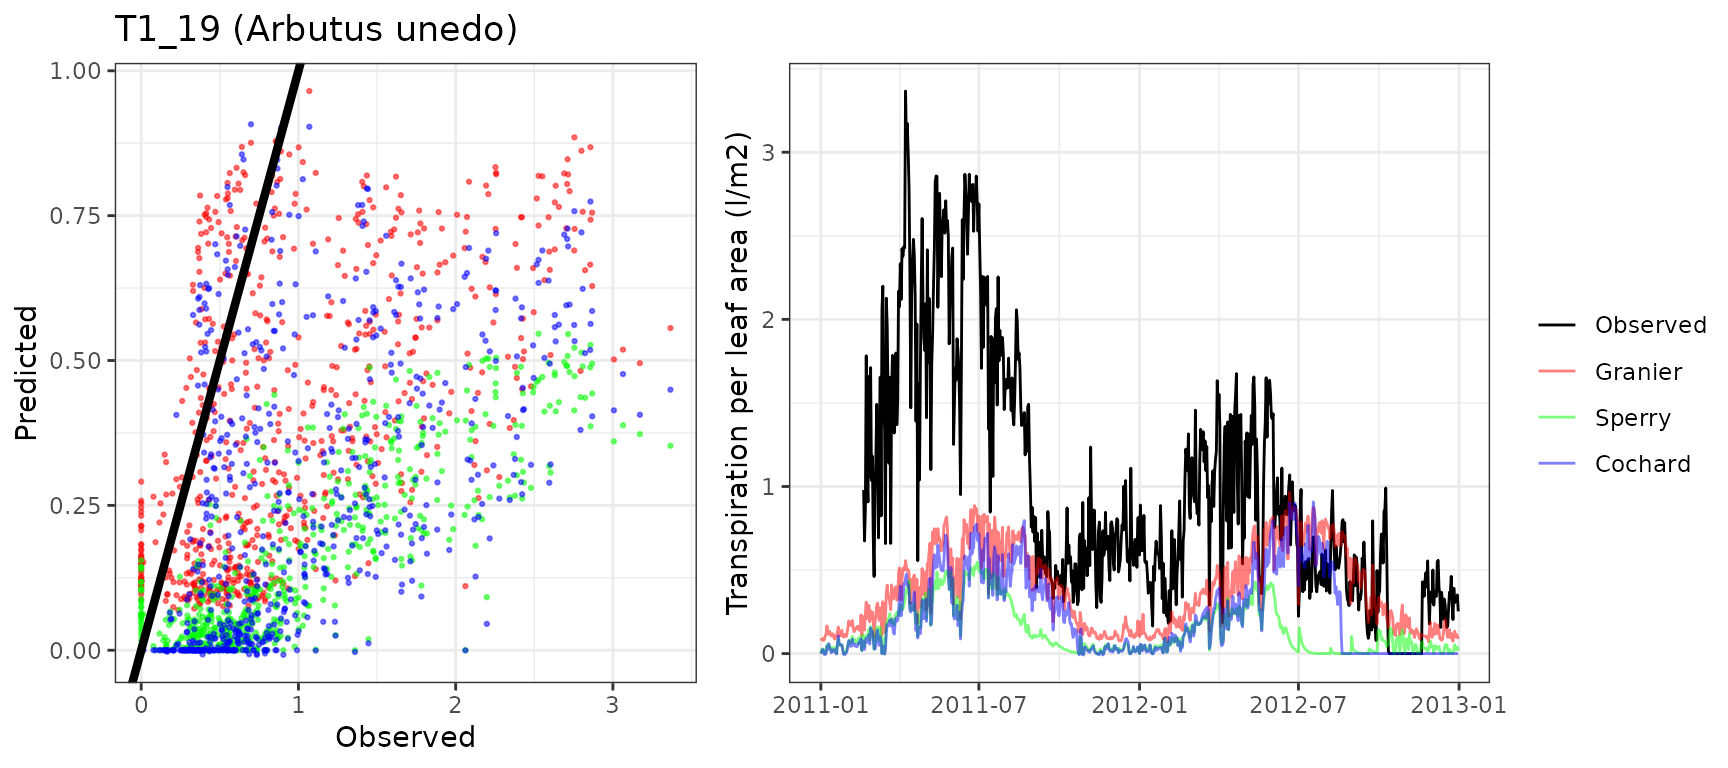 T1_19 (Arbutus unedo)
Predicted
1.00
0.75
0.50
0.25
0.00
0
1
2
3
Observed
Transpiration per leaf area (l/m2)
3
2
1
0
2011-01
2011-07
2012-01
2012-07
2013-01
Observed
Granier
Sperry
Cochard